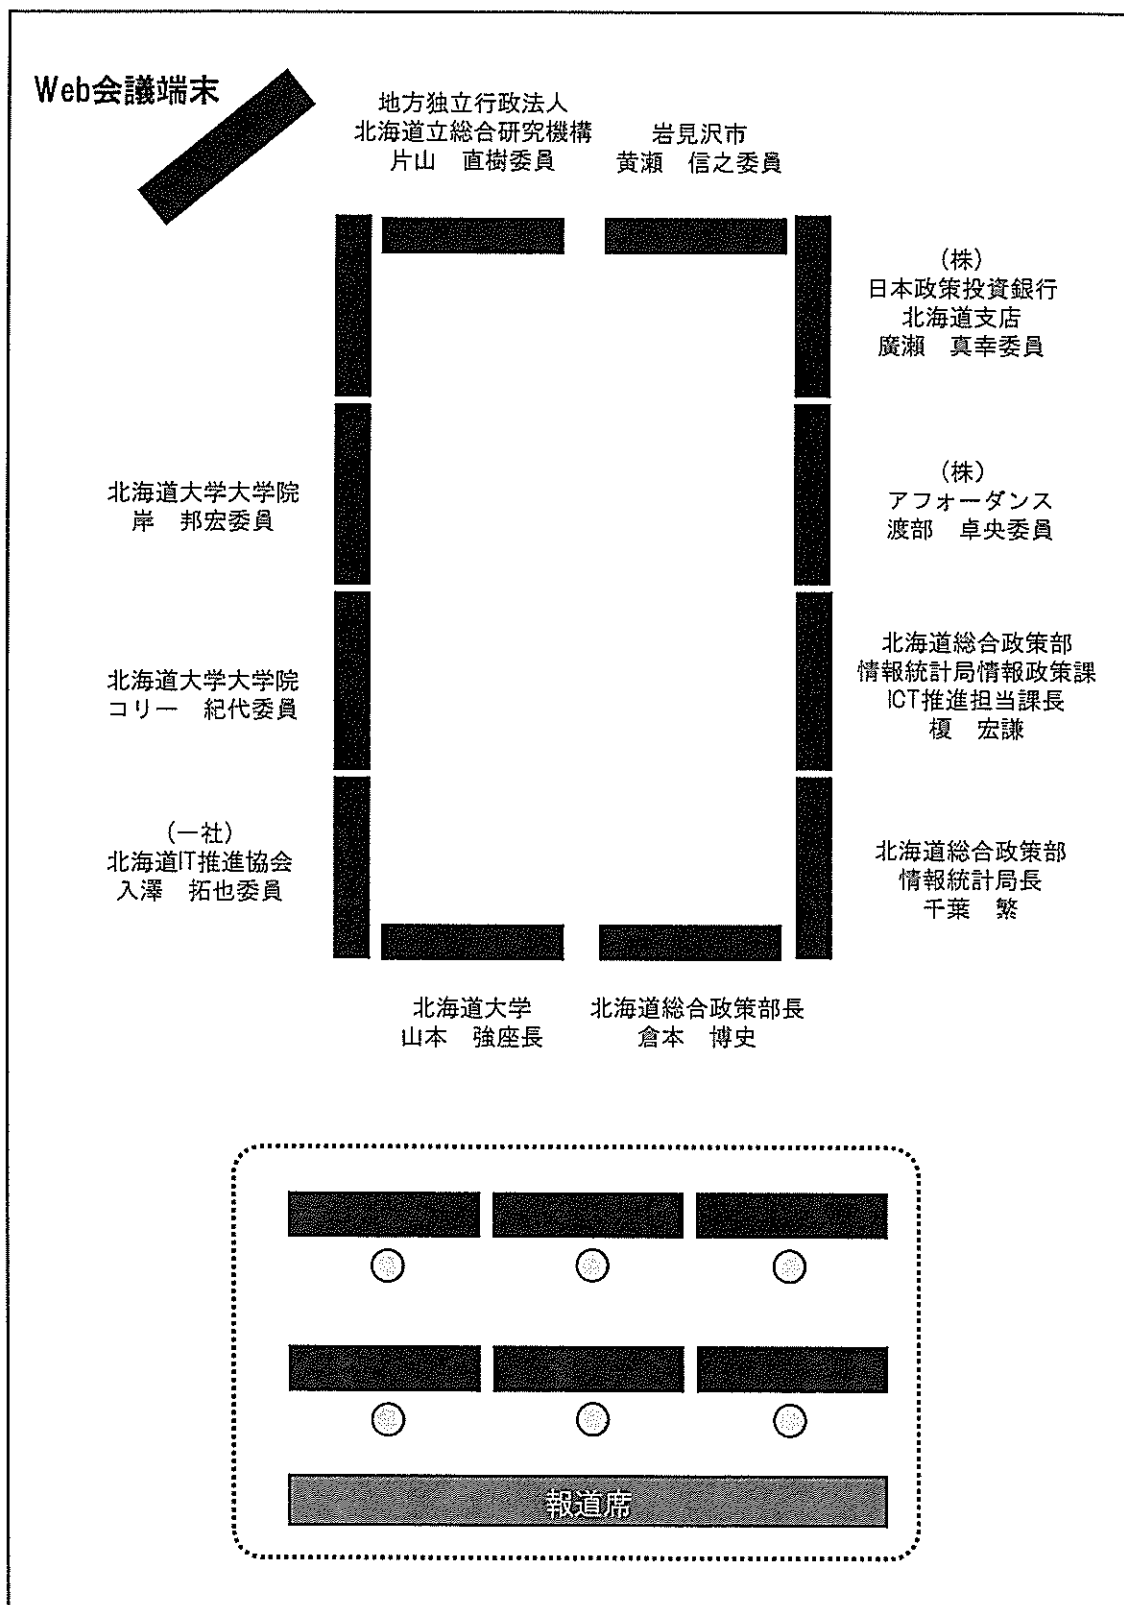 Web会議端末
地方独立行政法人
北海道立総合研究機構
片山　直樹委員
岩見沢市
黄瀬　信之委員
（株）
日本政策投資銀行
北海道支店
廣瀬　真幸委員
北海道大学大学院
岸　邦宏委員
（株）
アフォーダンス
渡部　卓央委員
北海道大学大学院
コリー　紀代委員
北海道総合政策部
情報統計局情報政策課
ICT推進担当課長
榎　宏謙
（一社）
北海道IT推進協会
入澤　拓也委員
北海道総合政策部
情報統計局長
千葉　繁
北海道大学
山本　強座長
北海道総合政策部長
倉本　博史
報道席